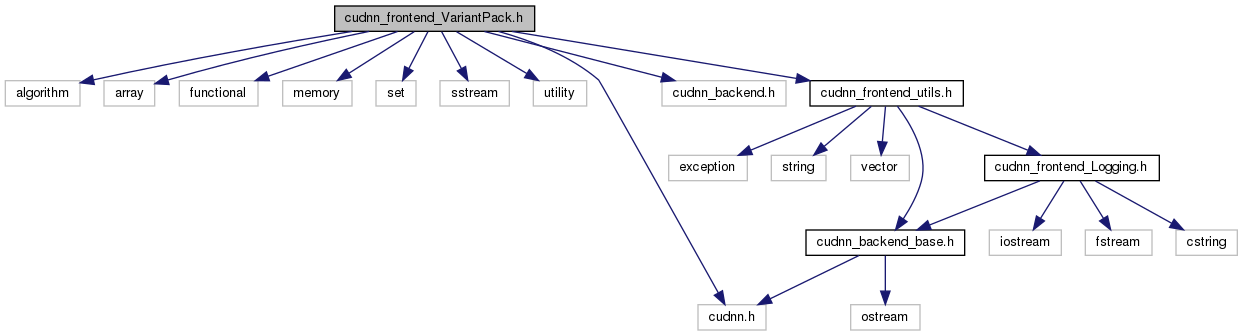 cudnn_frontend_VariantPack.h
algorithm
array
functional
memory
set
sstream
utility
cudnn_backend.h
cudnn_frontend_utils.h
exception
string
vector
cudnn_frontend_Logging.h
cudnn_backend_base.h
iostream
fstream
cstring
cudnn.h
ostream